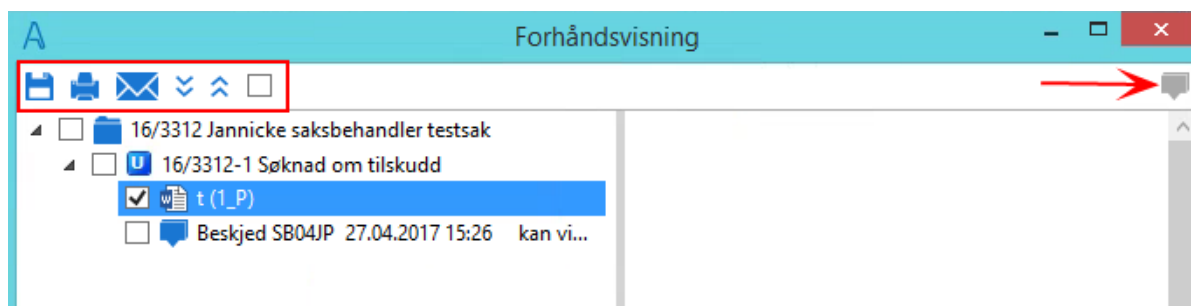 A
Forhåndsvisning
16/3312 Jannicke saksbehandler testsak
U 16/3312-1 Søknad om tilskudd
W t (1_P)
Beskjed SB04JP 27.04.2017 15:26 kan vi...